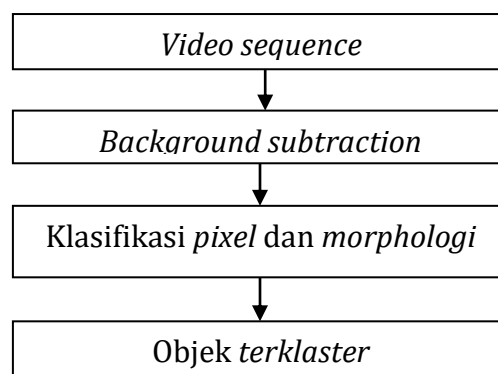 Video sequence
Background subtraction
Klasifikasi pixel dan morphologi
Objek terklaster